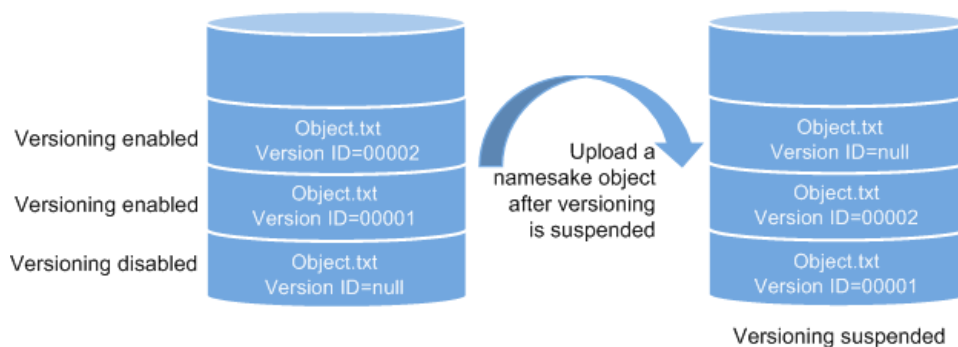 Versioning enabled
Object.txt
Version ID=00002
Versioning enabled
Object.txt
Version ID=00001
Versioning disabled
Object.txt
Version ID=null
Upload a
namesake object
after versioning
is suspended
Object.txt
Version ID=null
Object.txt
Version ID=00002
Object.txt
Version ID=00001
Versioning suspended